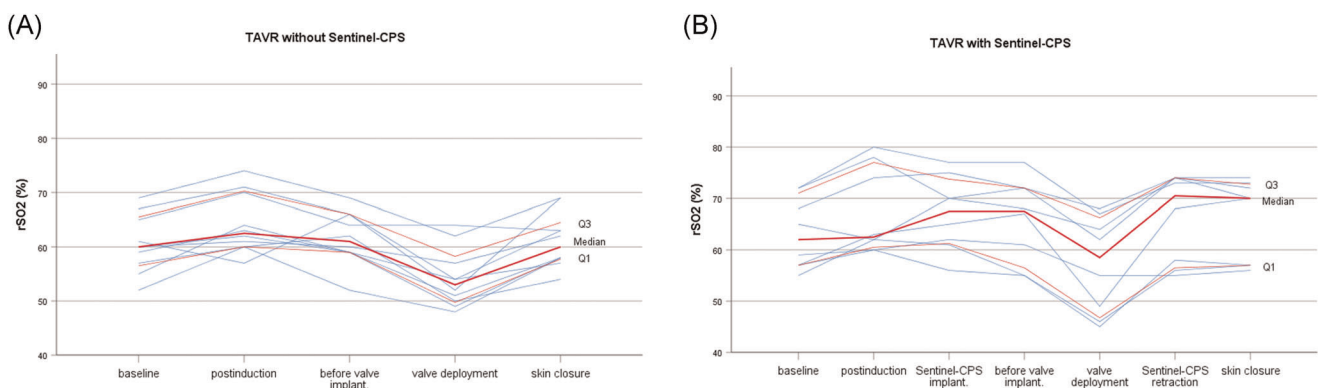 (A)
TAVR without Sentinel-CPS
rSO2 (%)
90
80
70
60
50
40
Q3
Median
Q1
baseline
postinduction
before valve
implant.
valve deployment
skin closure
(B)
TAVR with Sentinel-CPS
rSO2 (%)
90
80
70
60
50
40
Q3
Median
Q1
baseline
postinduction
Sentinel-CPS
implant.
before valve
implant.
valve
deployment
Sentinel-CPS
retraction
skin closure